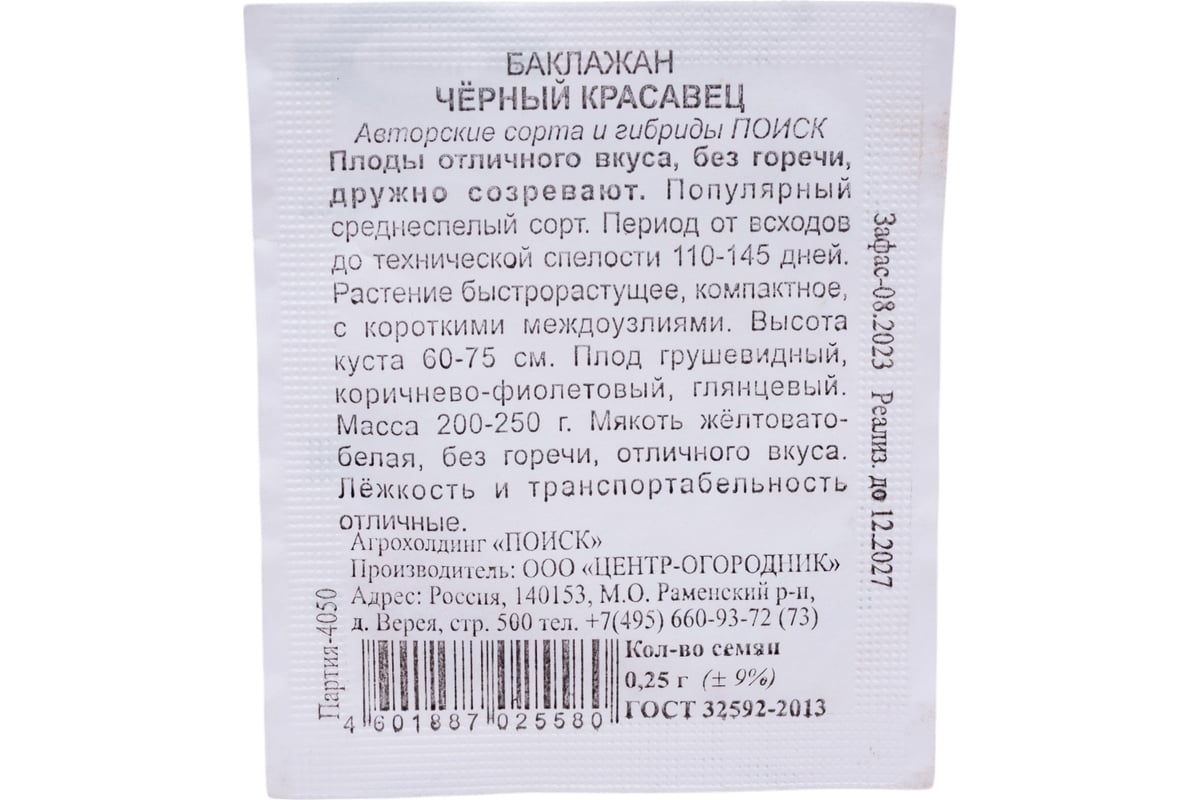 БАКЛАЖАН
ЧЁРНЫЙ КРАСАВЕЦ
Авторские сорта и гибриды ПОИСК
Плоды отличного вкуса, без горечи,
дружно созревают. Популярный
среднеспелый сорт. Период от всходов
до технической спелости 110-145 дней.
Растение быстрорастущее, компактное,
с короткими междоузлиями. Высота
куста 60-75 см. Плод грушевидный,
коричнево-фиолетовый, глянцевый.
Масса 200-250 г. Мякоть жёлтовато-
белая, без горечи, отличного вкуса.
Лёжкость и транспортабельность
отличные.
Агрохолдинг «ПОИСК»
Производитель: ООО «ЦЕНТР-ОГОРОДНИК»
Адрес: Россия, 140153, М.О. Раменский р-н,
д. Верея, стр. 500 тел. +7(495) 660-93-72 (73)
Кол-во семян
0,25 г (± 9%)
ГОСТ 32592-2013
4 601887 025580
Партия-4050
Зафас-08.2023 Реализ. до 12.2027